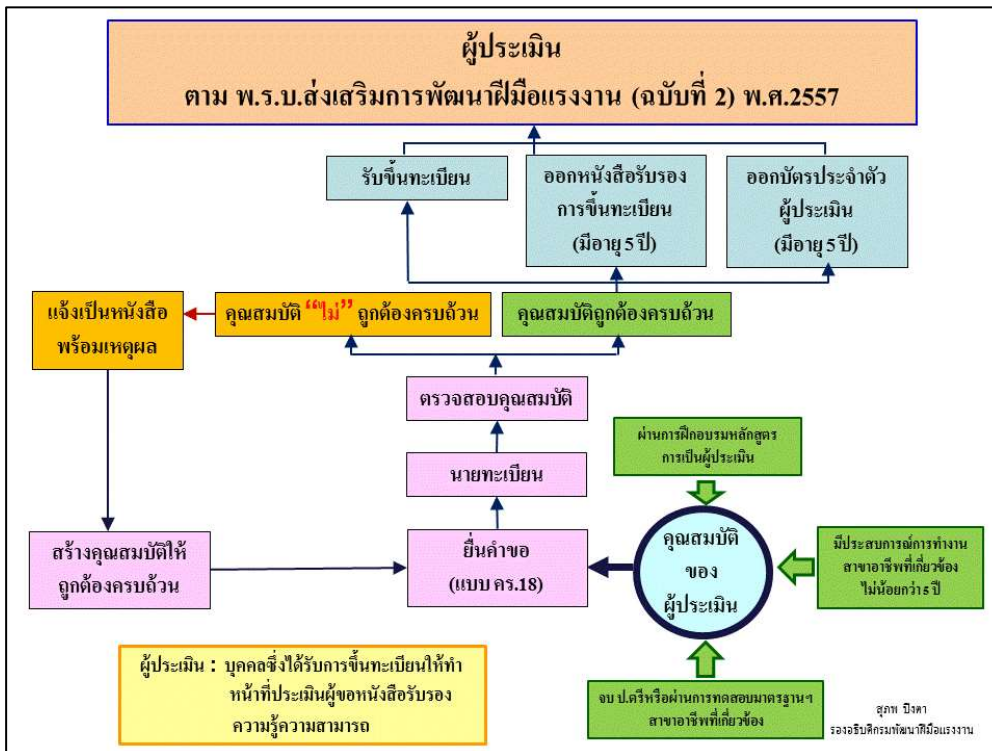 ผู้ประเมิน
ตาม พ.ร.บ.ส่งเสริมการพัฒนาฝีมือแรงงาน (ฉบับที่ 2) พ.ศ.2557
รับขึ้นทะเบียน
ออกหนังสือรับรอง
การขึ้นทะเบียน
(มีอายุ 5 ปี)
ออกบัตรประจำตัว
ผู้ประเมิน
(มีอายุ 5 ปี)
แจ้งเป็นหนังสือ
พร้อมเหตุผล
คุณสมบัติ “ไม่” ถูกต้องครบถ้วน
คุณสมบัติถูกต้องครบถ้วน
ตรวจสอบคุณสมบัติ
นายทะเบียน
ผ่านการฝึกอบรมหลักสูตร
การเป็นผู้ประเมิน
สร้างคุณสมบัติให้
ถูกต้องครบถ้วน
ยื่นคำขอ
(แบบ คร.18)
คุณสมบัติ
ของ
ผู้ประเมิน
มีประสบการณ์การทำงาน
สาขาอาชีพที่เกี่ยวข้อง
ไม่น้อยกว่า 5 ปี
ผู้ประเมิน : บุคคลซึ่งได้รับการขึ้นทะเบียนให้ทำ
หน้าที่ประเมินผู้ขอหนังสือรับรอง
ความรู้ความสามารถ
จบ ป.ตรีหรือผ่านการทดสอบมาตรฐานฯ
สาขาอาชีพที่เกี่ยวข้อง
สุภพ ปิงคา
รองอธิบดีกรมพัฒนาฝีมือแรงงาน